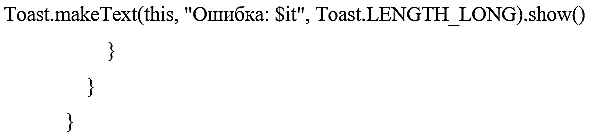 Toast.makeText(this, "Ошибка: $it", Toast.LENGTH_LONG).show()
}
}
}